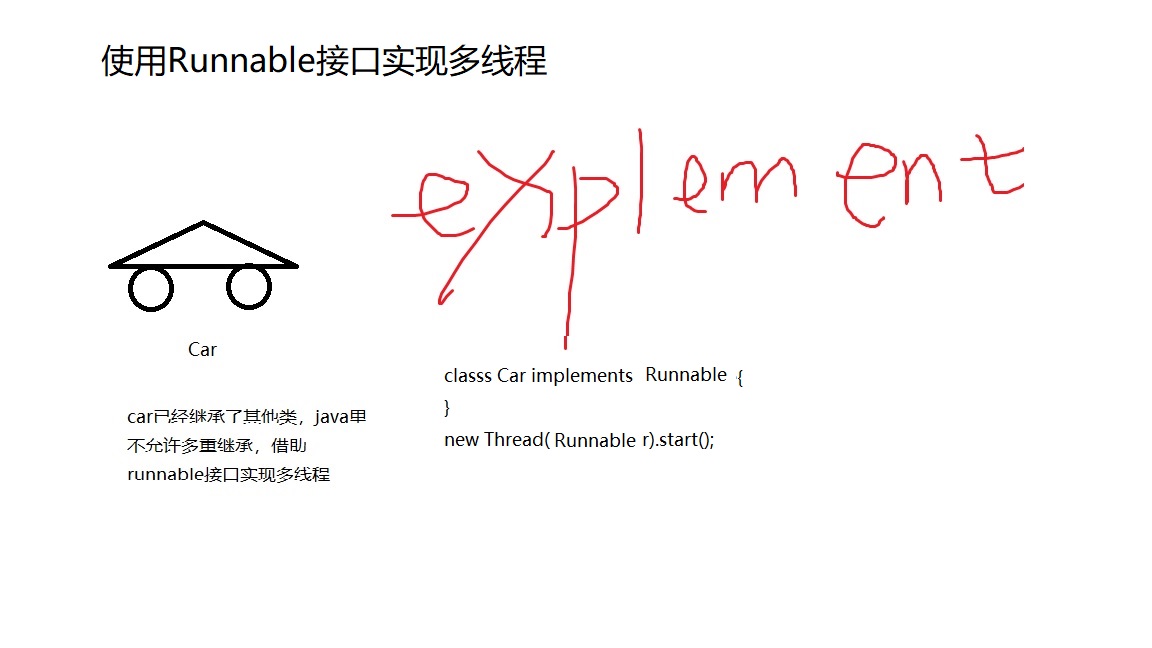 使用Runnable接口实现多线程
explement
Car
classs Car implements Runnable {
}
new Thread( Runnable r).start();
car已经继承了其他类，java里
不允许多重继承，借助
runnable接口实现多线程